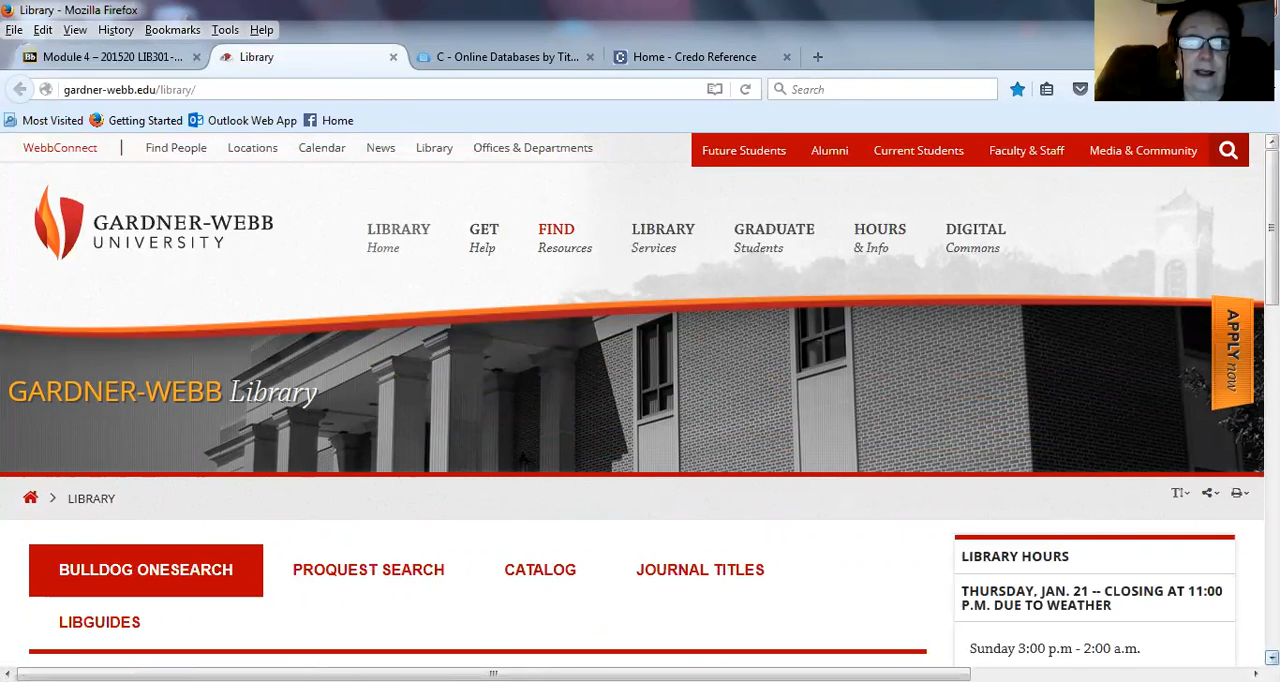 Library - Mozilla Firefox
File Edit View History Bookmarks Tools Help
Bb Module 4 – 201520 LIB301-... Library C - Online Databases by Tit... C Home - Credo Reference
gardner-webb.edu/library/ Search
Most Visited Getting Started Outlook Web App Home
WebbConnect Find People Locations Calendar News Library Offices & Departments Future Students Alumni Current Students Faculty & Staff Media & Community
GARDNER-WEBB
UNIVERSITY
LIBRARY GET FIND LIBRARY GRADUATE HOURS DIGITAL
Home Help Resources Services Students & Info Commons
APPLY now
GARDNER-WEBB Library
LIBRARY
BULLDOG ONESEARCH PROQUEST SEARCH CATALOG JOURNAL TITLES
LIBGUIDES
LIBRARY HOURS
THURSDAY, JAN. 21 -- CLOSING AT 11:00
P.M. DUE TO WEATHER
Sunday 3:00 p.m - 2:00 a.m.